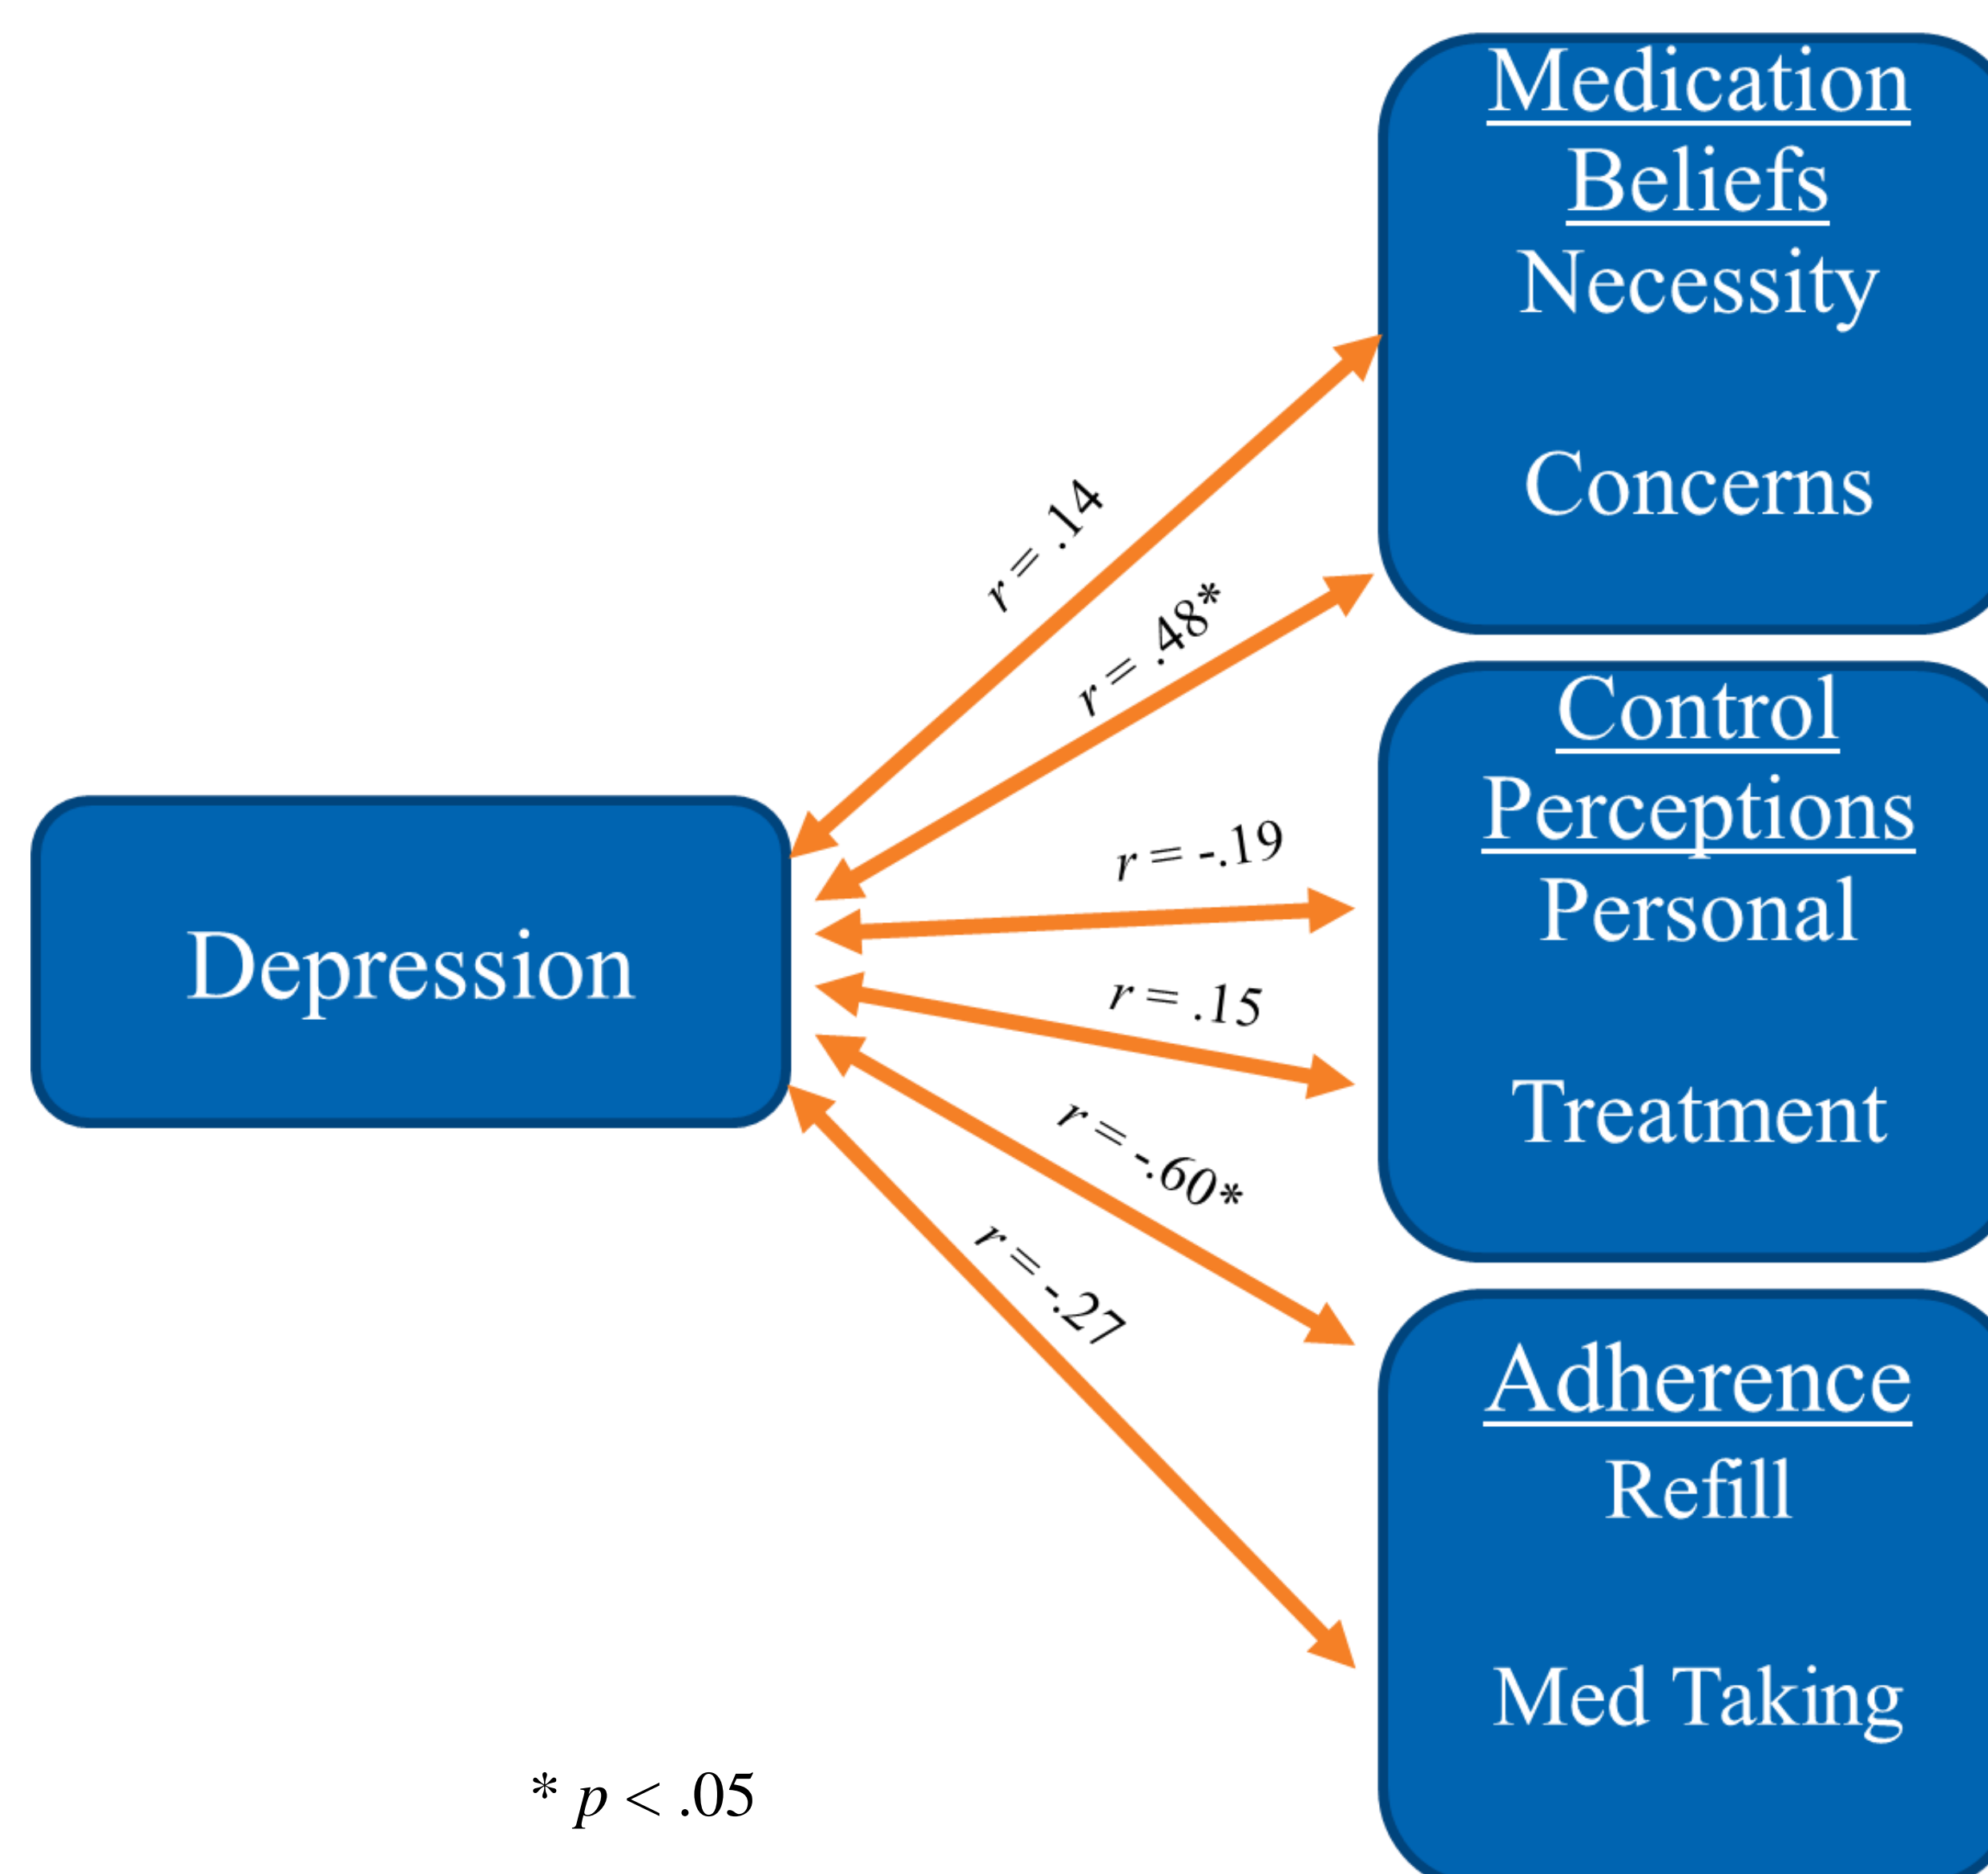 Medication
Beliefs
Necessity
Concerns
r = .14
r = .48*
Control
Perceptions
Personal
Treatment
r = -.19
Depression
r = .15
r = -.60*
r = -.27
Adherence
Refill
Med Taking
* p < .05